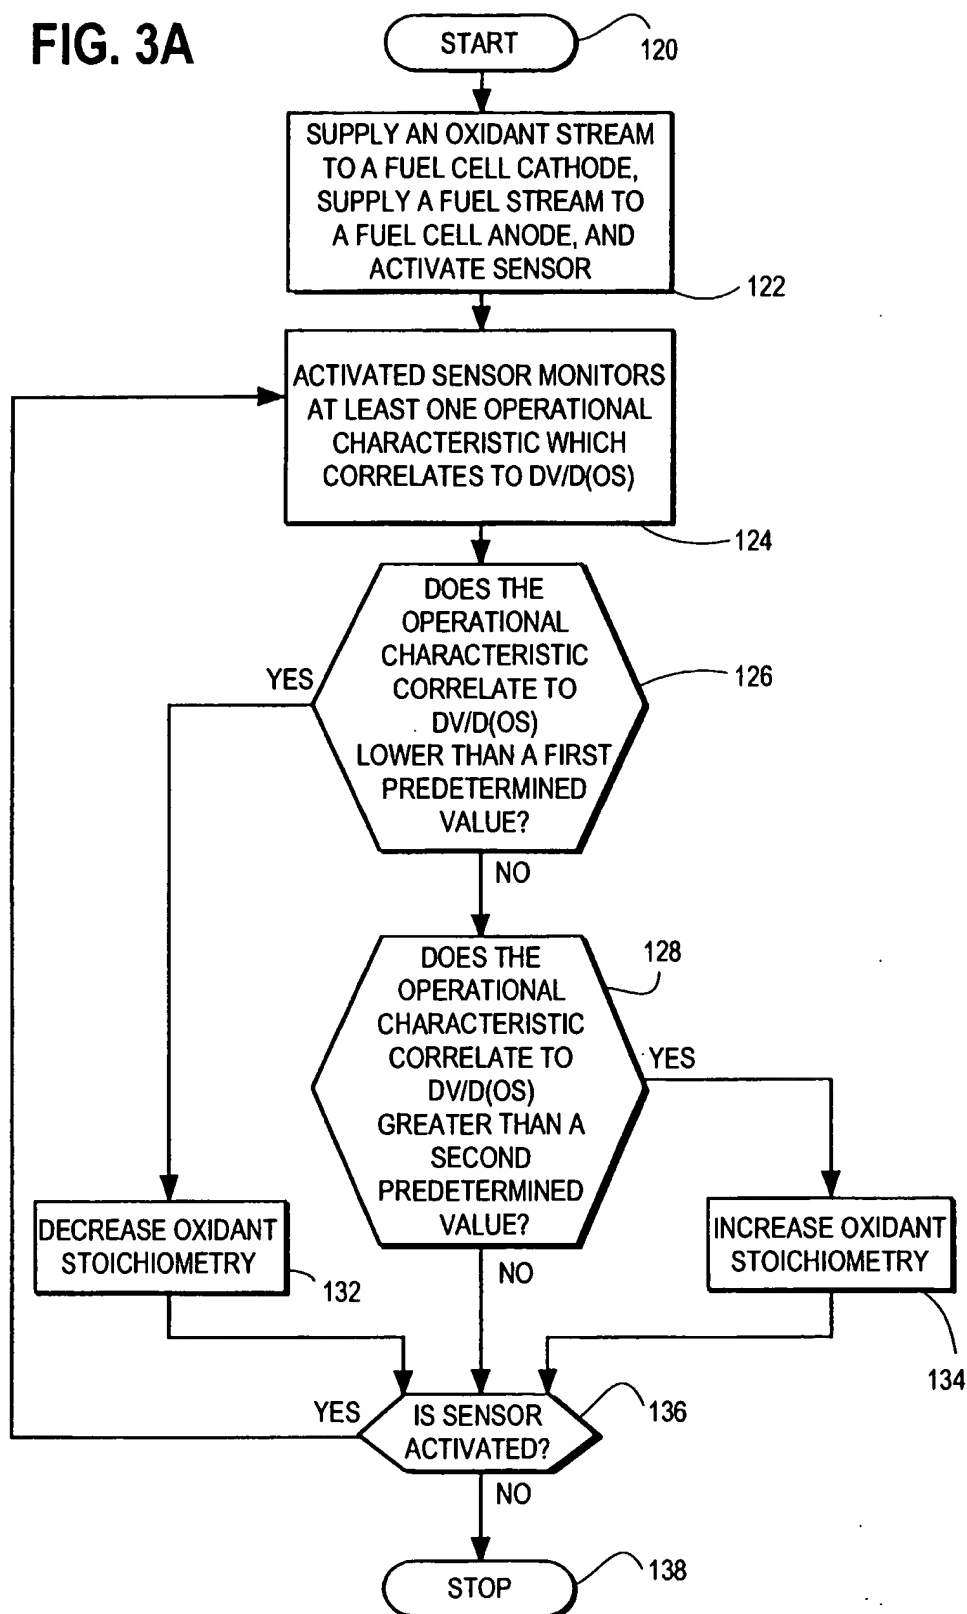 FIG. 3A
START
120
SUPPLY AN OXIDANT STREAM
TO A FUEL CELL CATHODE,
SUPPLY A FUEL STREAM TO
A FUEL CELL ANODE, AND
ACTIVATE SENSOR
122
ACTIVATED SENSOR MONITORS
AT LEAST ONE OPERATIONAL
CHARACTERISTIC WHICH
CORRELATES TO DV/D(OS)
124
DOES THE
OPERATIONAL
CHARACTERISTIC
CORRELATE TO
DV/D(OS)
LOWER THAN A FIRST
PREDETERMINED
VALUE?
126
YES
NO
DOES THE
OPERATIONAL
CHARACTERISTIC
CORRELATE TO
DV/D(OS)
GREATER THAN A
SECOND
PREDETERMINED
VALUE?
128
YES
NO
DECREASE OXIDANT
STOICHIOMETRY
132
INCREASE OXIDANT
STOICHIOMETRY
134
IS SENSOR
ACTIVATED?
136
YES
NO
STOP
138